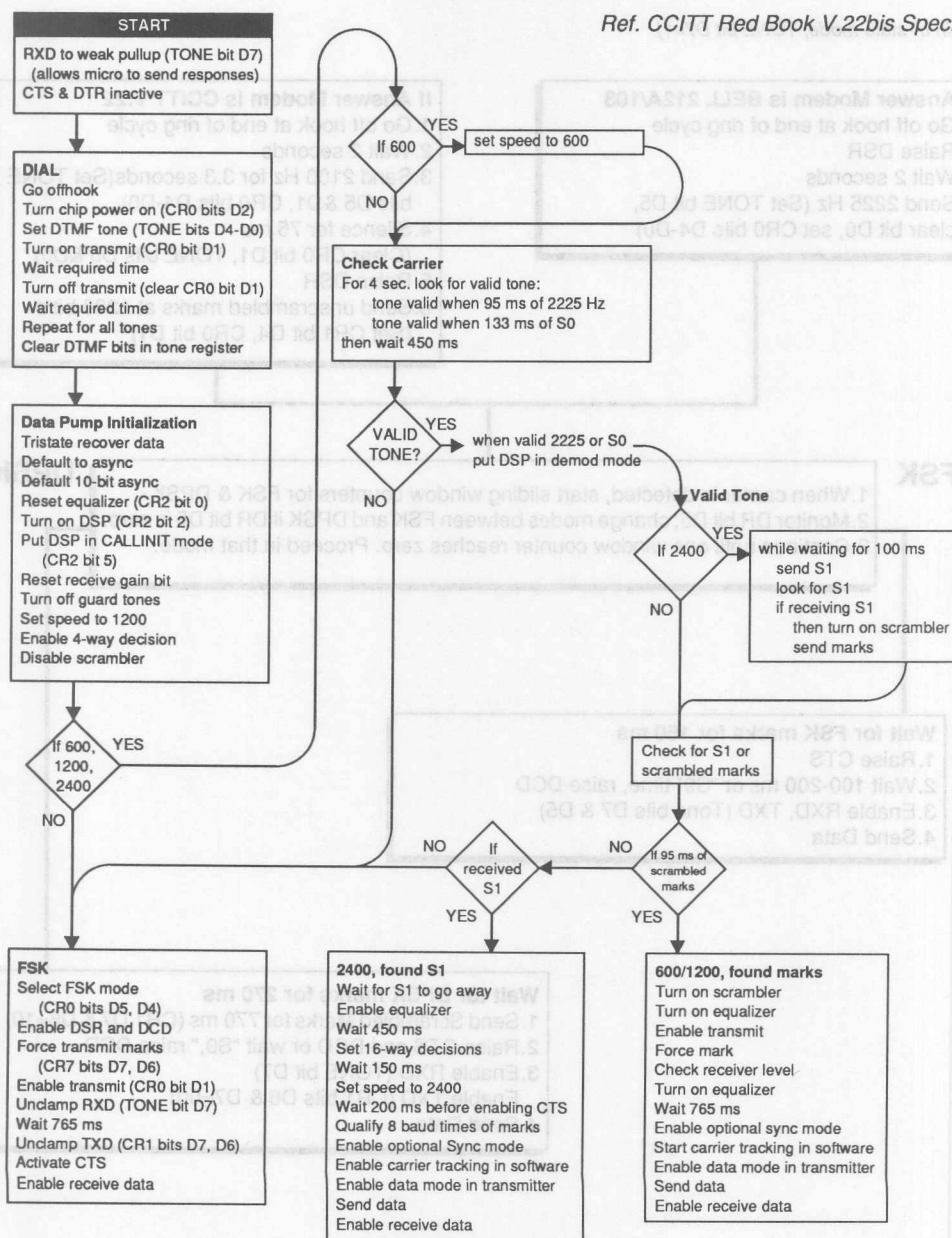 Ref. CCITT Red Book V.22bis Spec
START
RXD to weak pullup (TONE bit D7)
(allows micro to send responses)
CTS & DTR inactive
DIAL
Go offhook
Turn chip power on (CR0 bits D2)
Set DTMF tone (TONE bits D4-D0)
Turn on transmit (CR0 bit D1)
Wait required time
Turn off transmit (clear CR0 bit D1)
Wait required time
Repeat for all tones
Clear DTMF bits in tone register
Data Pump Initialization
Tristate recover data
Default to async
Default 10-bit async
Reset equalizer (CR2 bit 0)
Turn on DSP (CR2 bit 2)
Put DSP in CALLINIT mode
(CR2 bit 5)
Reset receive gain bit
Turn off guard tones
Set speed to 1200
Enable 4-way decision
Disable scrambler
If 600,
1200,
2400
YES
NO
If 600
YES
NO
set speed to 600
Check Carrier
For 4 sec. look for valid tone:
tone valid when 95 ms of 2225 Hz
tone valid when 133 ms of S0
then wait 450 ms
VALID
TONE?
YES
NO
when valid 2225 or S0
put DSP in demod mode
Valid Tone
If 2400
YES
NO
while waiting for 100 ms
send S1
look for S1
if receiving S1
then turn on scrambler
send marks
Check for S1 or
scrambled marks
If 95 ms of
scrambled
marks
NO
YES
If
received
S1
NO
YES
FSK
Select FSK mode
(CR0 bits D5, D4)
Enable DSR and DCD
Force transmit marks
(CR7 bits D7, D6)
Enable transmit (CR0 bit D1)
Unclamp RXD (TONE bit D7)
Wait 765 ms
Unclamp TXD (CR1 bits D7, D6)
Activate CTS
Enable receive data
2400, found S1
Wait for S1 to go away
Enable equalizer
Wait 450 ms
Set 16-way decisions
Wait 150 ms
Set speed to 2400
Wait 200 ms before enabling CTS
Qualify 8 baud times of marks
Enable optional Sync mode
Enable carrier tracking in software
Enable data mode in transmitter
Send data
Enable receive data
600/1200, found marks
Turn on scrambler
Turn on equalizer
Enable transmit
Force mark
Check receiver level
Turn on equalizer
Wait 765 ms
Enable optional sync mode
Start carrier tracking in software
Enable data mode in transmitter
Send data
Enable receive data